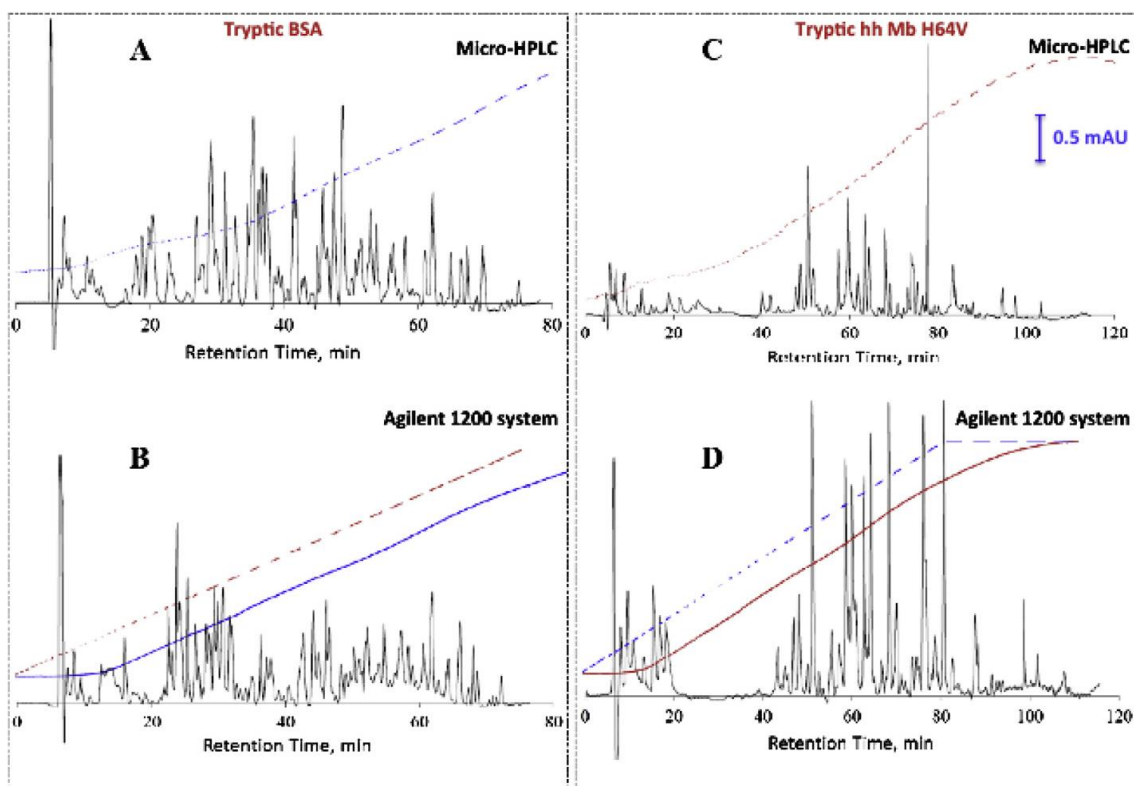 Tryptic BSA
A
Micro-HPLC
0 20 40 60 80
Retention Time, min
Agilent 1200 system
B
0 20 40 60 80
Retention Time, min
Tryptic hh Mb H64V
C
Micro-HPLC
0.5 mAU
0 20 40 60 80 100 120
Retention Time, min
Agilent 1200 system
D
0 20 40 60 80 100 120
Retention Time, min